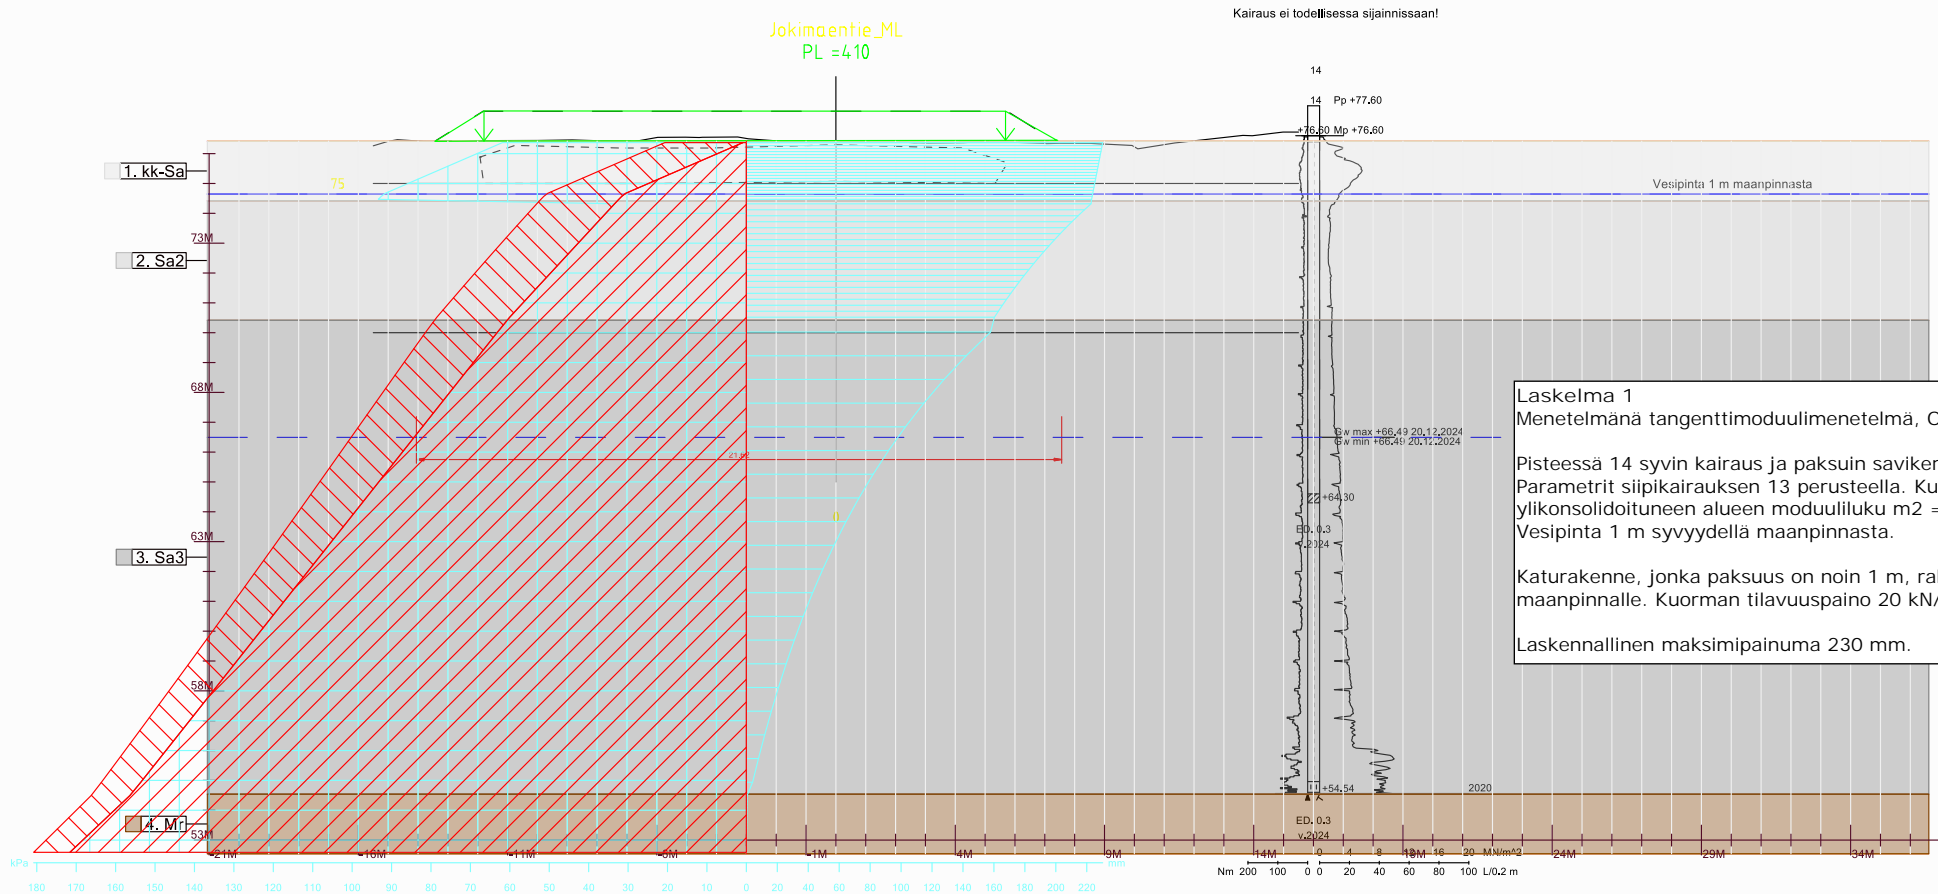 Kairaus ei todellisessa sijainnissaan!
Jokimaentie_ML
PL =410
14
14 Pp +77.60
+76.60 Mp +76.60
1. kk-Sa
75
Vesipinta 1 m maanpinnasta
73M
2. Sa2
68M
Laskelma 1
Menetelmänä tangenttimoduulimenetelmä, O
Gw max +66.49 20.12.2024
Gw min +66.49 20.12.2024
Pisteessä 14 syvin kairaus ja paksuin saviker
Parametrit siipikairauksen 13 perusteella. Ku
ylikonsolidoituneen alueen moduuliluku m2 =
Vesipinta 1 m syvyydellä maanpinnasta.
Katurakenne, jonka paksuus on noin 1 m, ral
maanpinnalle. Kuorman tilavuuspaino 20 kN/
Laskennallinen maksimipainuma 230 mm.
+64.30
0
ED. 0.3
v.2024
63M
3. Sa3
58M
+54.54
2020
4. Mr
ED. 0.3
v.2024
53M
-21M -16M -11M -6M -1M 4M 9M 14M 19M 24M 29M 34M
0 4 8 12 16 20 MN/m^2
kPa
mm
Nm 200 100 0 0 20 40 60 80 100 L/0.2 m
180 170 160 150 140 130 120 110 100 90 80 70 60 50 40 30 20 10 0 20 40 60 80 100 120 140 160 180 200 220